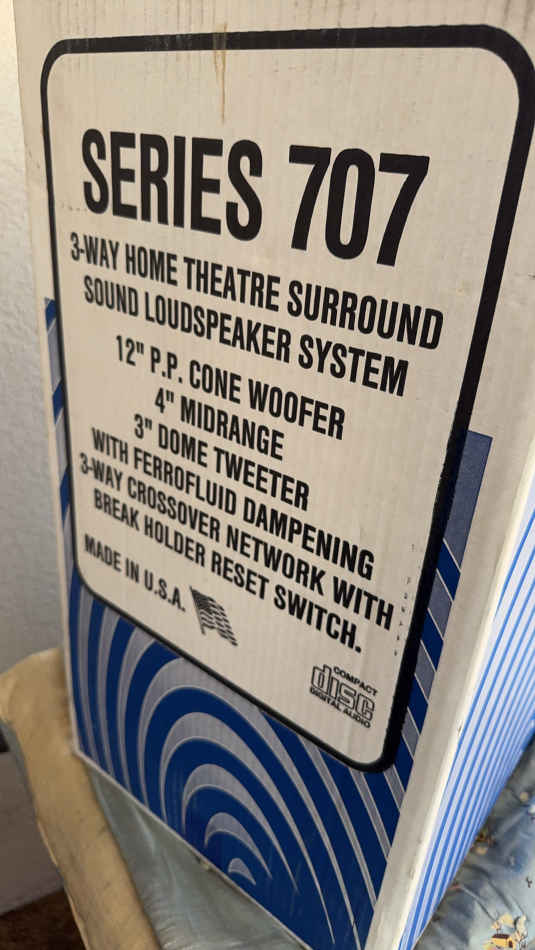 SERIES 707
3-WAY HOME THEATRE SURROUND
SOUND LOUDSPEAKER SYSTEM
12" P.P. CONE WOOFER
4" MIDRANGE
3" DOME TWEETER
WITH FERROFLUID DAMPENING
3-WAY CROSSOVER NETWORK WITH
BREAK HOLDER RESET SWITCH.
MADE IN U.S.A.
COMPACT
disc
DIGITAL AUDIO